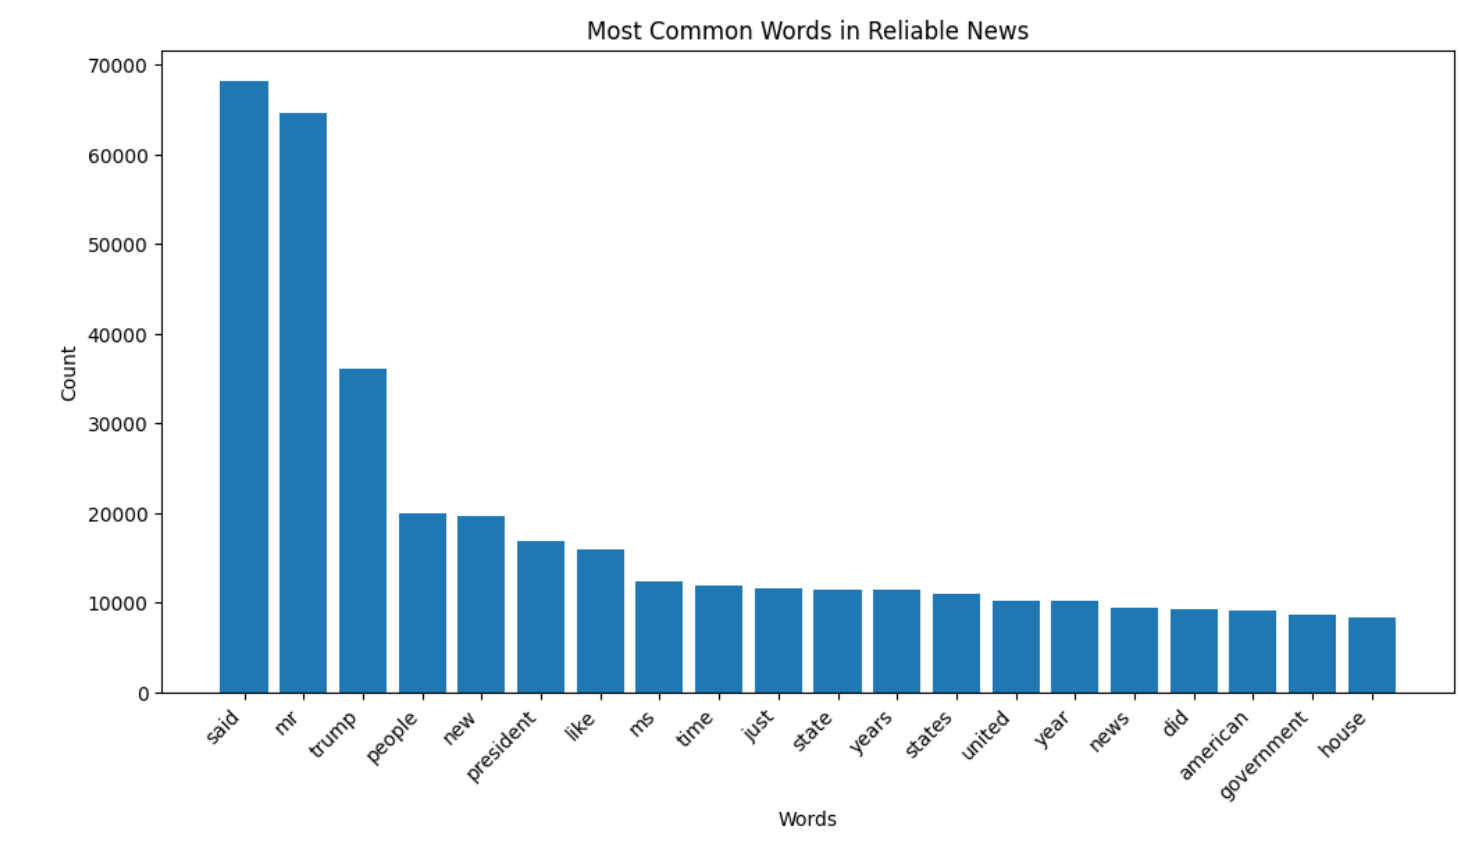 Most Common Words in Reliable News
70000
60000
50000
40000
30000
20000
10000
0
Count
said
mr
trump
people
new
president
like
ms
time
just
state
years
states
united
year
news
did
american
government
house
Words